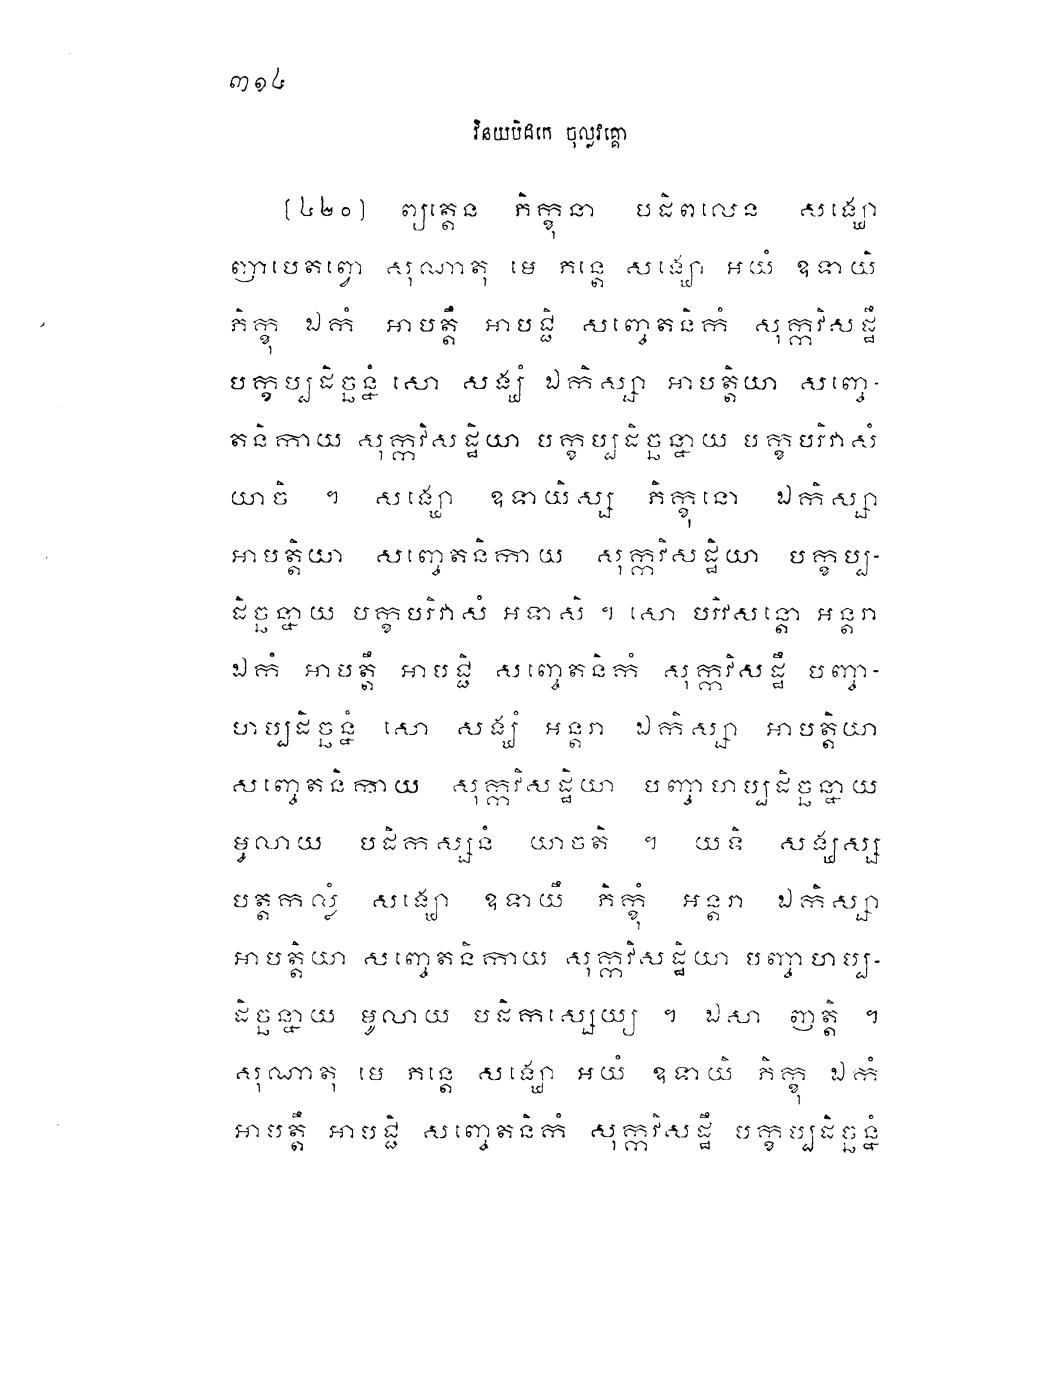 ៣១៤
វិនយបិដកេ ចុល្លវគ្គោ
(៤២០) ព្យត្តេន ភិក្ខុនា បដិពលេន សង្ឃោ
ញាបេតព្វោ សុណាតុ មេ ភន្តេ សង្ឃោ អយំ ឧទាយិ
ភិក្ខុ ឯកំ អាបត្តឹ អាបជ្ជិ សញ្ចេតនិកំ សុក្កវិសដ្ឋឹ
បក្ខប្បដិច្ឆន្នំ សោ សង្ឃំ ឯកិស្សា អាបត្តិយា សញ្ចេ-
តនិកាយ សុក្កវិសដ្ឋិយា បក្ខប្បដិច្ឆន្នាយ បក្ខបរិវាសំ
យាចិ ។ សង្ឃោ ឧទាយិស្ស ភិក្ខុនោ ឯកិស្សា
អាបត្តិយា សញ្ចេតនិកាយ សុក្កវិសដ្ឋិយា បក្ខប្ប-
ដិច្ឆន្នាយ បក្ខបរិវាសំ អទាសិ ។ សោ បរិវសន្តោ អន្តរា
ឯកំ អាបត្តឹ អាបជ្ជិ សញ្ចេតនិកំ សុក្កវិសដ្ឋឹ បញ្ចា-
ហប្បដិច្ឆន្នំ សោ សង្ឃំ អន្តរា ឯកិស្សា អាបត្តិយា
សញ្ចេតនិកាយ សុក្កវិសដ្ឋិយា បញ្ចាហប្បដិច្ឆន្នាយ
មូលាយ បដិកស្សនំ យាចតិ ។ យទិ សង្ឃស្ស
បត្តកល្លំ សង្ឃោ ឧទាយឹ ភិក្ខុំ អន្តរា ឯកិស្សា
អាបត្តិយា សញ្ចេតនិកាយ សុក្កវិសដ្ឋិយា បញ្ចាហប្ប-
ដិច្ឆន្នាយ មូលាយ បដិកស្សេយ្យ ។ ឯសា ញត្តិ ។
សុណាតុ មេ ភន្តេ សង្ឃោ អយំ ឧទាយិ ភិក្ខុ ឯកំ
អាបត្តឹ អាបជ្ជិ សញ្ចេតនិកំ សុក្កវិសដ្ឋឹ បក្ខប្បដិច្ឆន្នំ